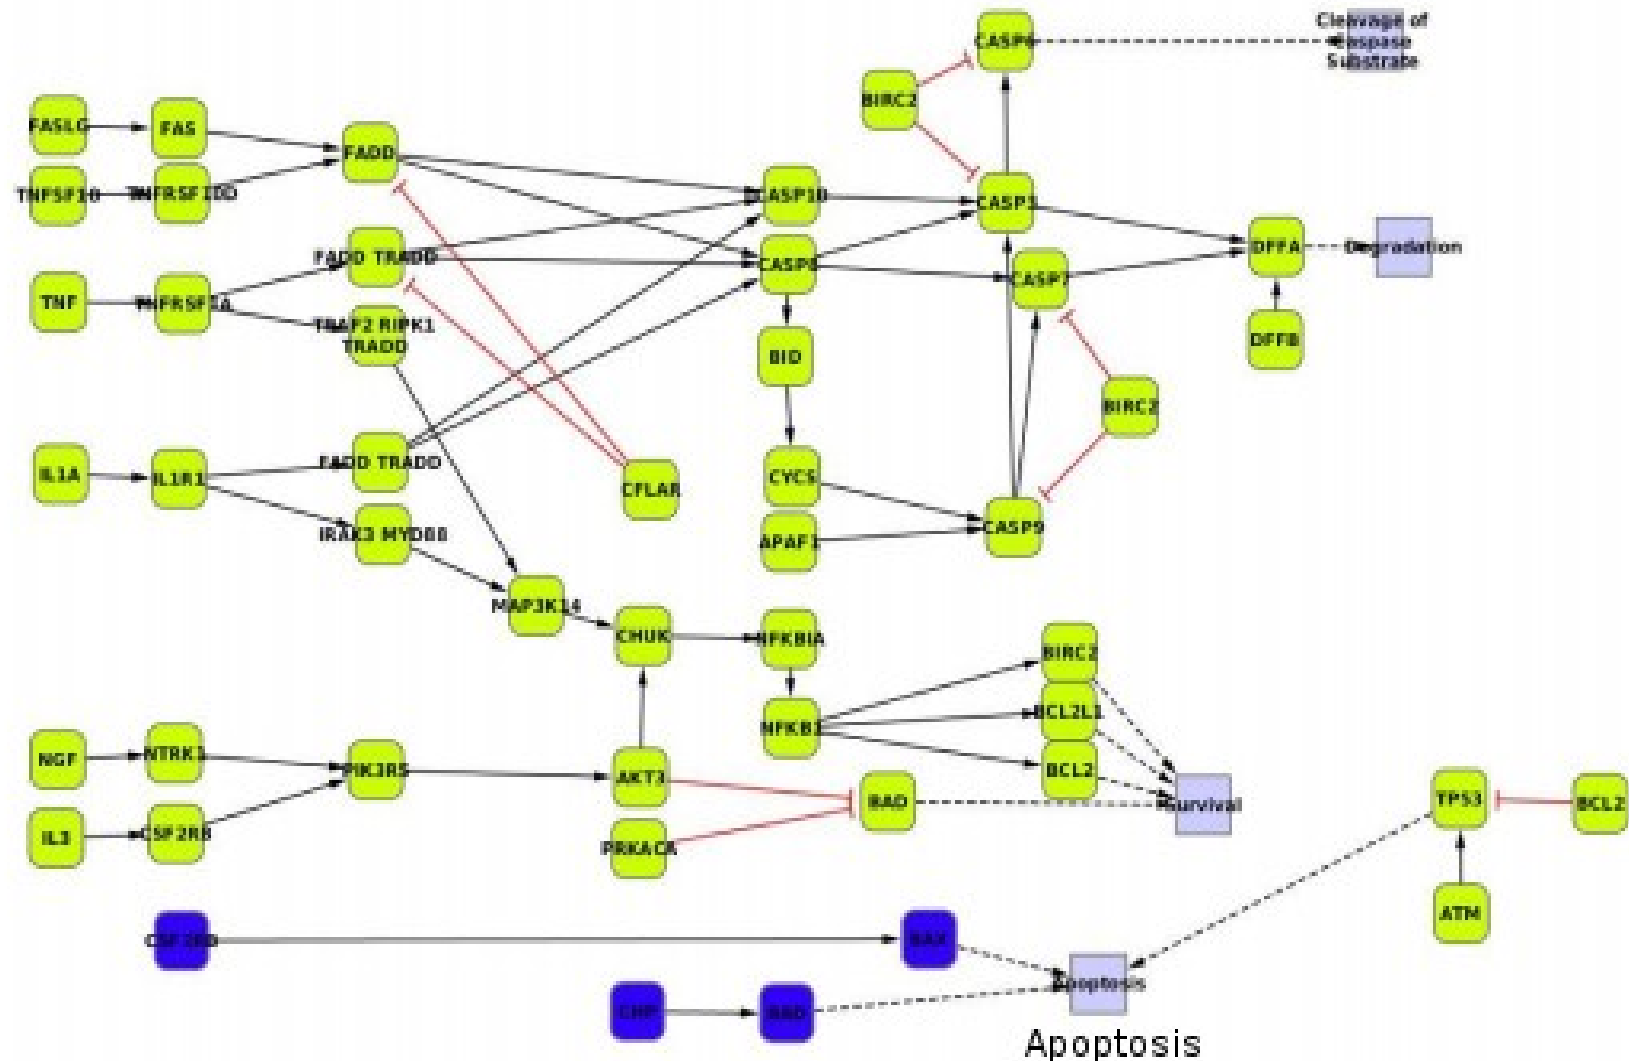 Cleavage of
Caspase
Substrate
CASP6
BIRC2
FASLG
FAS
FADD
TNFSF10
TNFRSF10D
CASP10
CASP3
FADD TRADD
CASP8
CASP7
DFFA
Degradation
TNF
TNFRSF1A
TRAF2 RIPK1
TRADD
BID
DFFB
BIRC2
IL1A
IL1R1
FADD TRADD
CFLAR
CYCS
IRAK3 MYD88
APAF1
CASP9
MAP3K14
CHUK
NFKBIA
BIRC2
BCL2L1
NFKB1
BCL2
NGF
NTRK1
PIK3R5
AKT3
BAD
Survival
TP53
BCL2
IL3
CSF2RB
PRKACA
ATM
CSF2RB
BAX
Apoptosis
CHP
BAD
Apoptosis